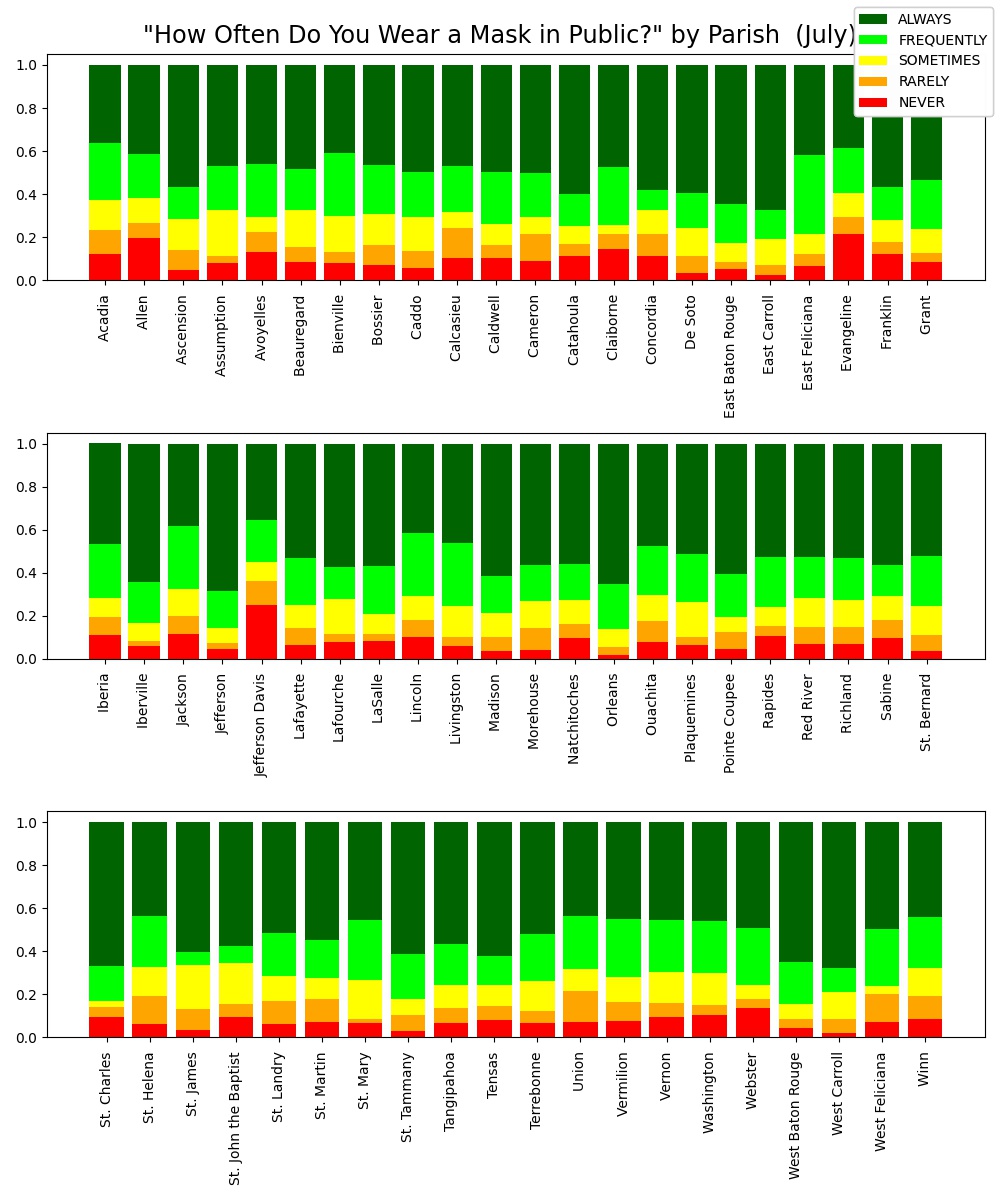 "How Often Do You Wear a Mask in Public?" by Parish (July)
ALWAYS
FREQUENTLY
SOMETIMES
RARELY
NEVER
1.0
0.8
0.6
0.4
0.2
0.0
Acadia
Allen
Ascension
Assumption
Avoyelles
Beauregard
Bienville
Bossier
Caddo
Calcasieu
Caldwell
Cameron
Catahoula
Claiborne
Concordia
De Soto
East Baton Rouge
East Carroll
East Feliciana
Evangeline
Franklin
Grant
1.0
0.8
0.6
0.4
0.2
0.0
Iberia
Iberville
Jackson
Jefferson
Jefferson Davis
Lafayette
Lafourche
LaSalle
Lincoln
Livingston
Madison
Morehouse
Natchitoches
Orleans
Ouachita
Plaquemines
Pointe Coupee
Rapides
Red River
Richland
Sabine
St. Bernard
1.0
0.8
0.6
0.4
0.2
0.0
St. Charles
St. Helena
St. James
St. John the Baptist
St. Landry
St. Martin
St. Mary
St. Tammany
Tangipahoa
Tensas
Terrebonne
Union
Vermilion
Vernon
Washington
Webster
West Baton Rouge
West Carroll
West Feliciana
Winn